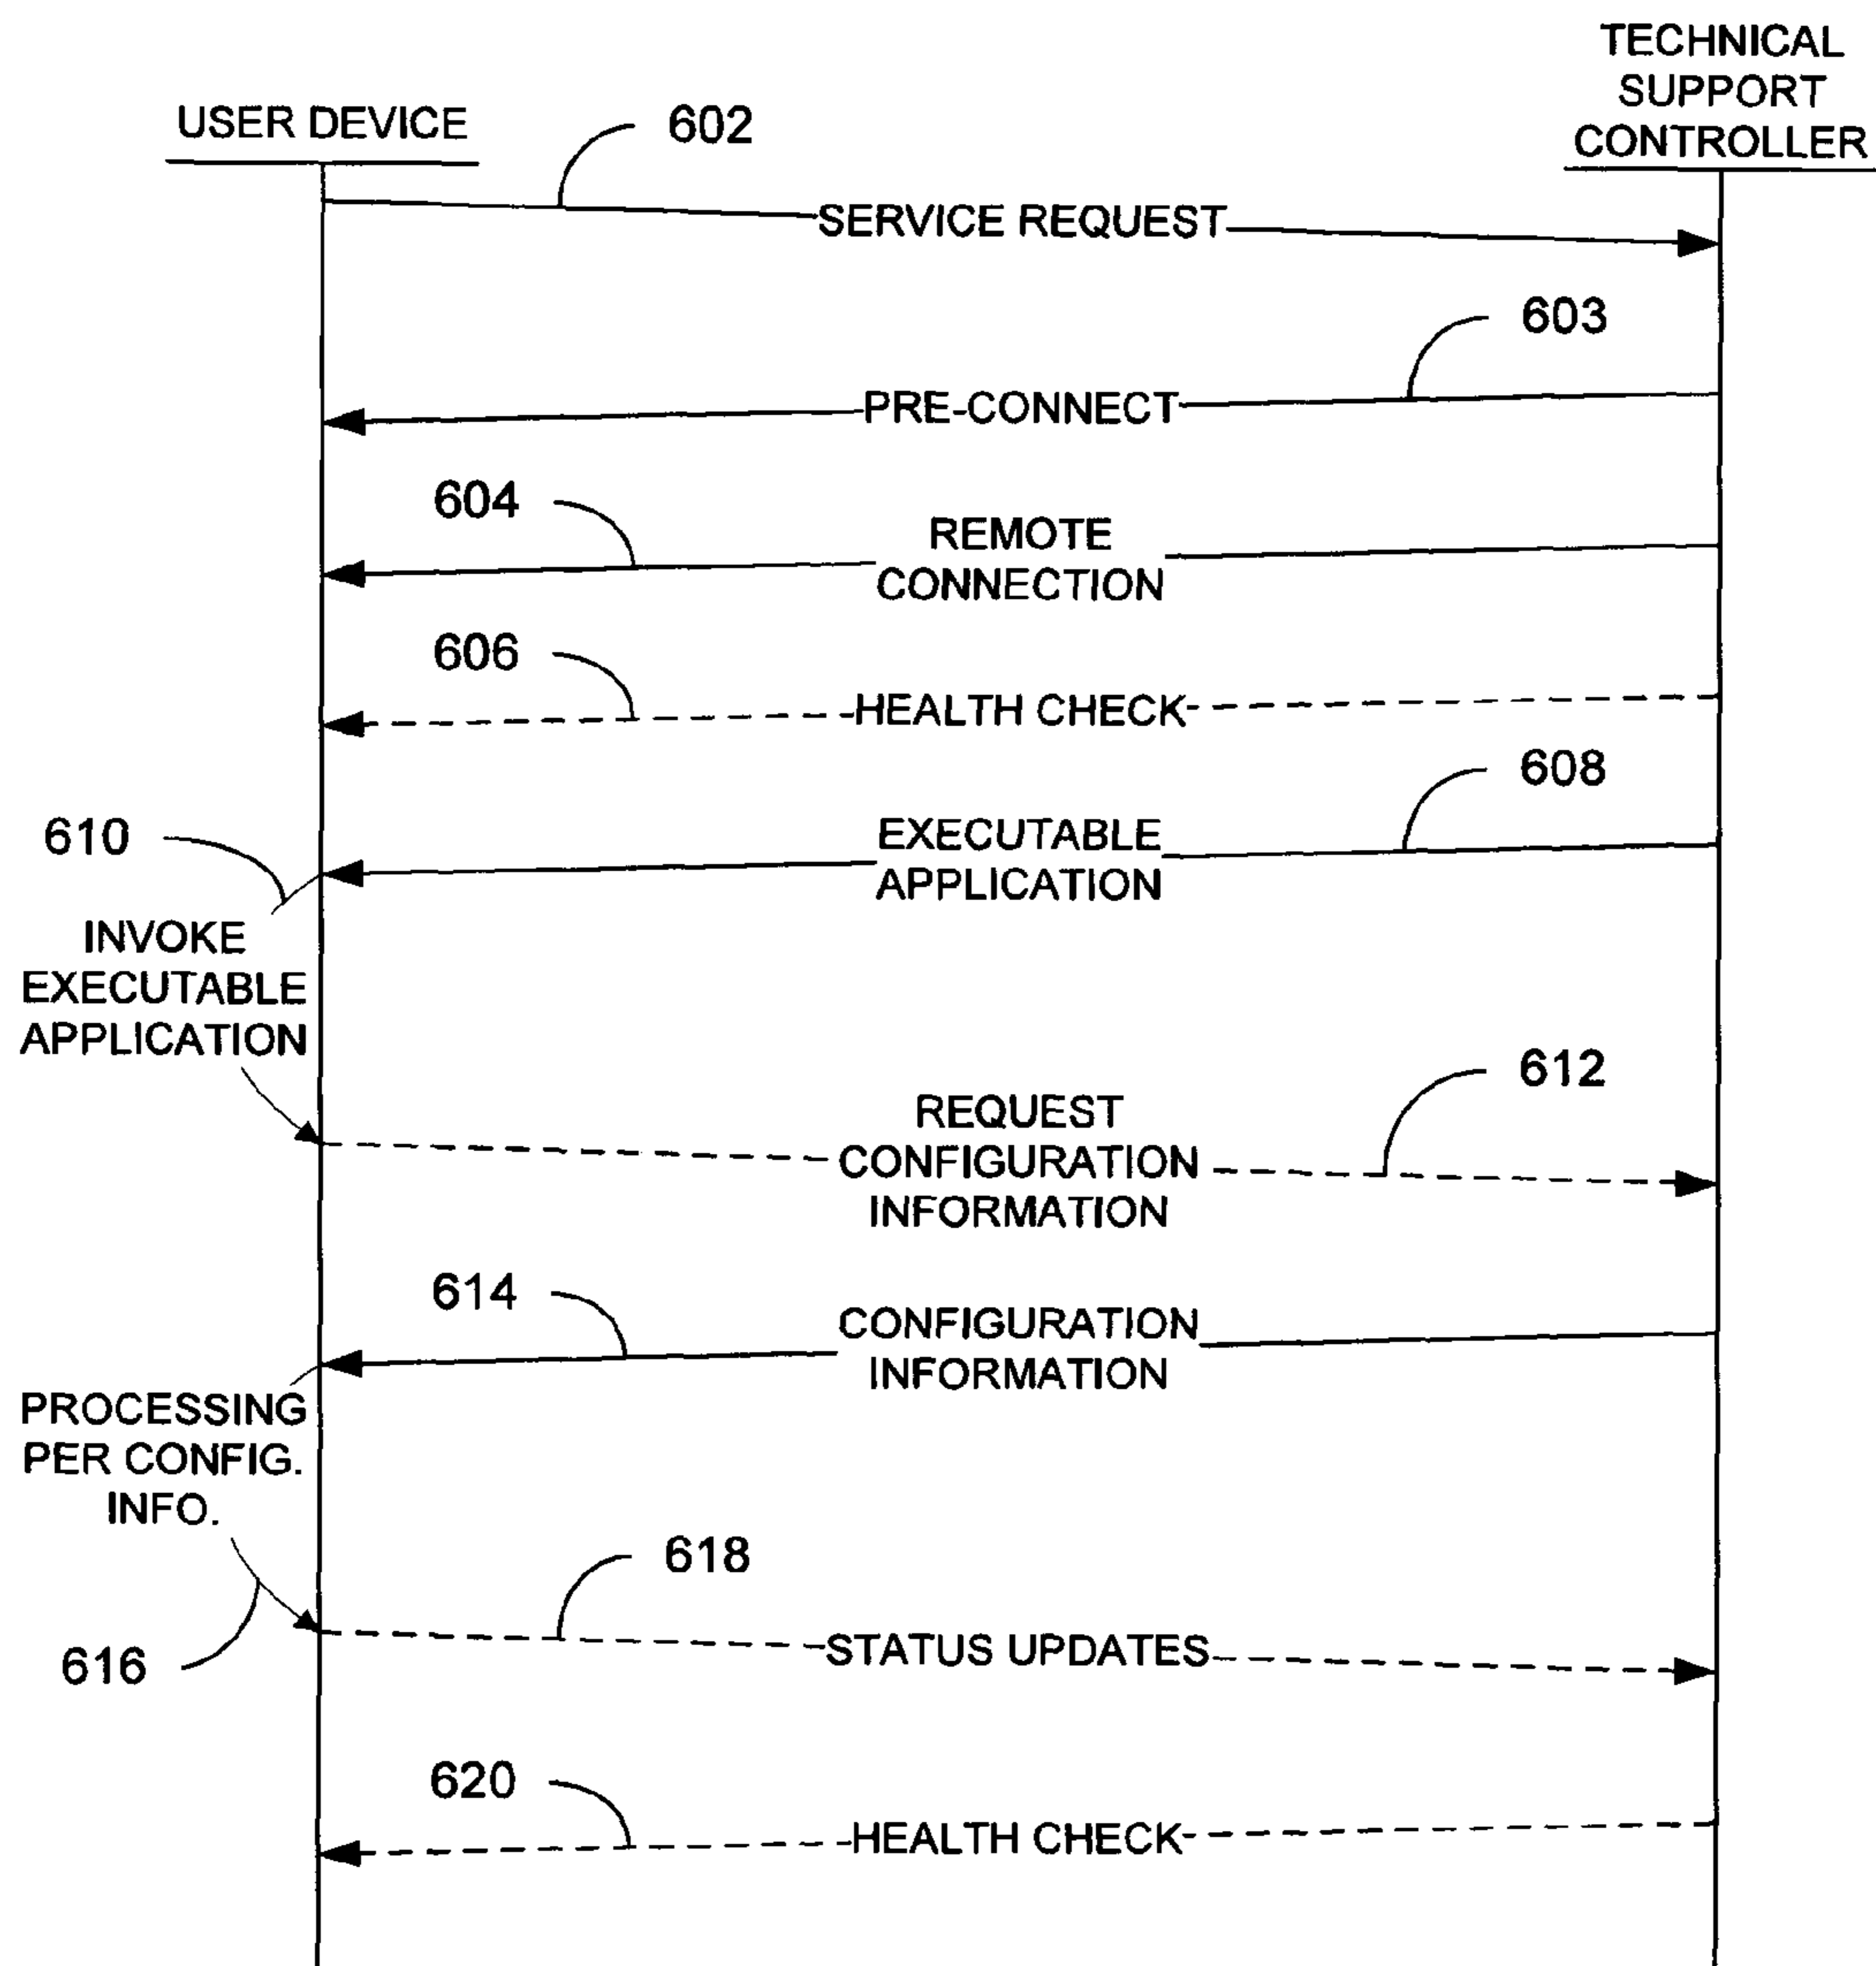 TECHNICAL
SUPPORT
CONTROLLER
USER DEVICE
602
SERVICE REQUEST
603
PRE-CONNECT
604
REMOTE
CONNECTION
606
HEALTH CHECK
608
EXECUTABLE
APPLICATION
610
INVOKE
EXECUTABLE
APPLICATION
612
REQUEST
CONFIGURATION
INFORMATION
614
CONFIGURATION
INFORMATION
PROCESSING
PER CONFIG.
INFO.
616
618
STATUS UPDATES
620
HEALTH CHECK